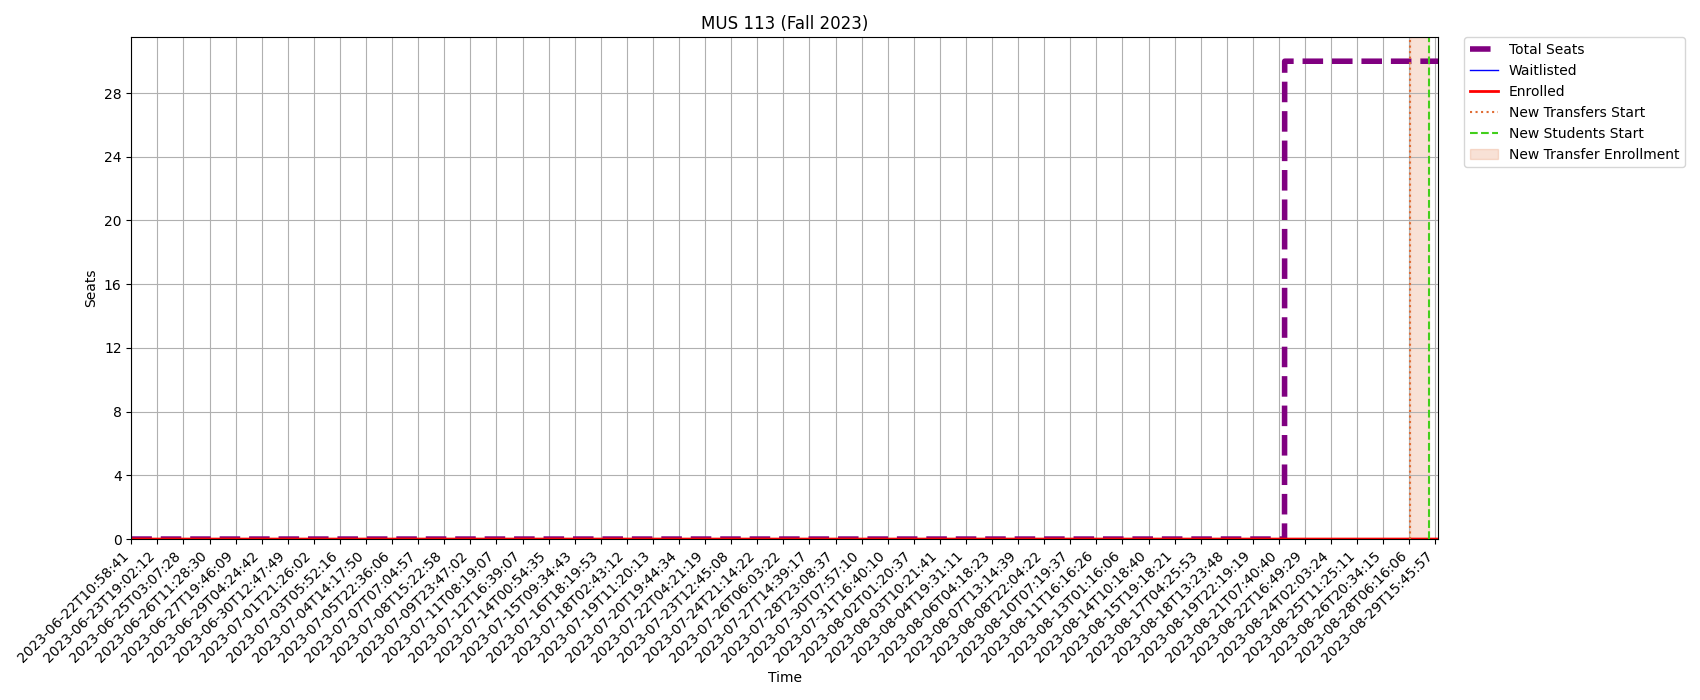 MUS 113 (Fall 2023)
Total Seats
Waitlisted
Enrolled
New Transfers Start
New Students Start
New Transfer Enrollment
Seats
28
24
20
16
12
8
4
0
2023-06-22T10:58:41
2023-06-23T19:02:12
2023-06-25T03:07:28
2023-06-26T11:28:30
2023-06-27T19:46:09
2023-06-29T04:24:42
2023-06-30T12:47:49
2023-07-01T21:26:02
2023-07-03T05:52:16
2023-07-04T14:17:50
2023-07-05T22:36:06
2023-07-07T07:04:57
2023-07-08T15:22:58
2023-07-09T23:47:02
2023-07-11T08:19:07
2023-07-12T16:39:07
2023-07-14T00:54:35
2023-07-15T09:34:43
2023-07-16T18:19:53
2023-07-18T02:43:12
2023-07-19T11:20:13
2023-07-20T19:44:34
2023-07-22T04:21:19
2023-07-23T12:45:08
2023-07-24T21:14:22
2023-07-26T06:03:22
2023-07-27T14:39:17
2023-07-28T23:08:37
2023-07-30T07:57:10
2023-07-31T16:40:10
2023-08-02T01:20:37
2023-08-03T10:21:41
2023-08-04T19:31:11
2023-08-06T04:18:23
2023-08-07T13:14:39
2023-08-08T22:04:22
2023-08-10T07:19:37
2023-08-11T16:16:26
2023-08-13T01:16:06
2023-08-14T10:18:40
2023-08-15T19:18:21
2023-08-17T04:25:53
2023-08-18T13:23:48
2023-08-19T22:19:19
2023-08-21T07:40:40
2023-08-22T16:49:29
2023-08-24T02:03:24
2023-08-25T11:25:11
2023-08-26T20:34:15
2023-08-28T06:16:06
2023-08-29T15:45:57
Time